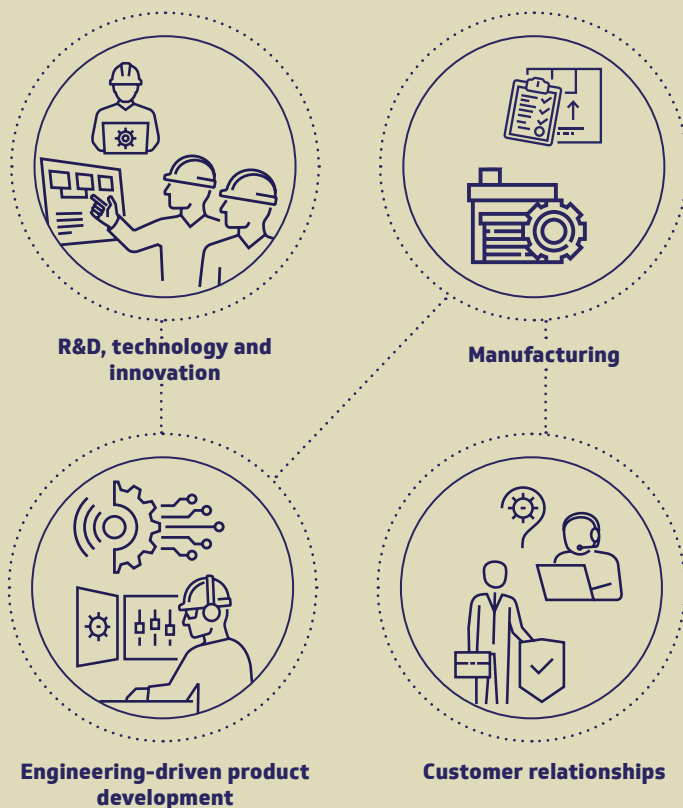 R&D, technology and
innovation
Manufacturing
Engineering-driven product
development
Customer relationships